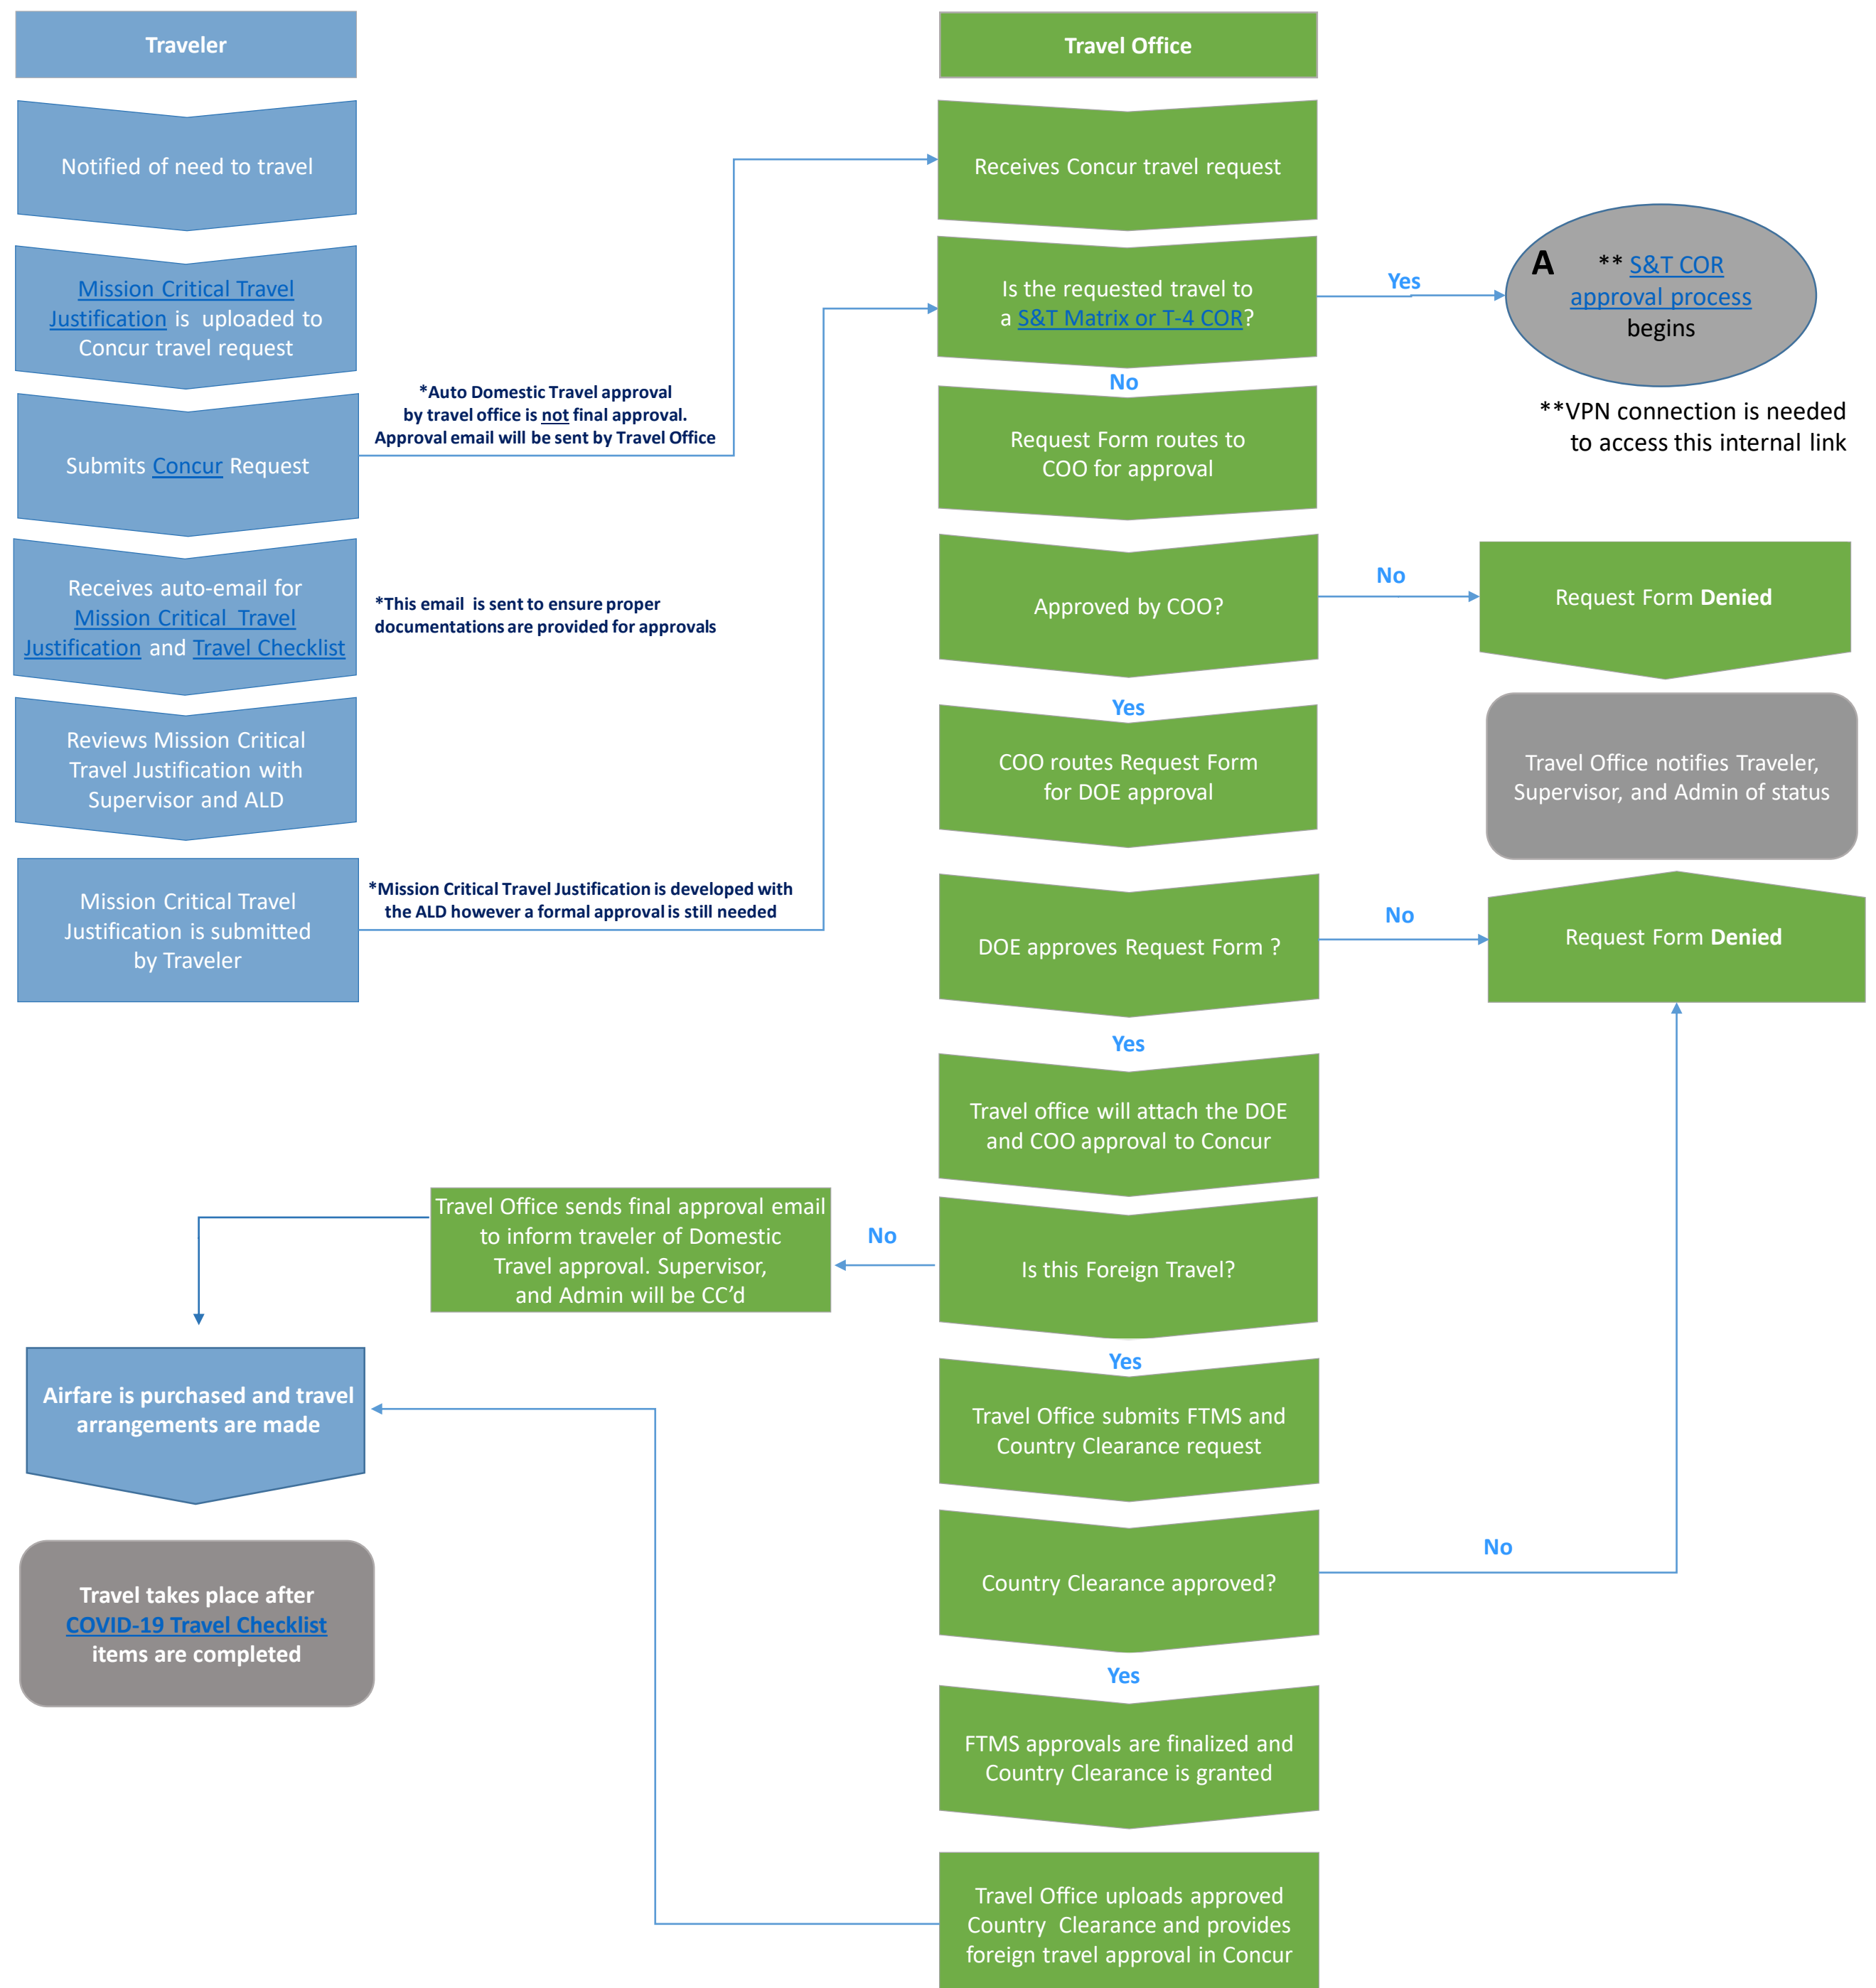 Traveler
Notified of need to travel
Mission Critical Travel
Justification is uploaded to
Concur travel request
Submits Concur Request
*Auto Domestic Travel approval
by travel office is not final approval.
Approval email will be sent by Travel Office
Receives auto-email for
Mission Critical Travel
Justification and Travel Checklist
*This email is sent to ensure proper
documentations are provided for approvals
Reviews Mission Critical
Travel Justification with
Supervisor and ALD
Mission Critical Travel
Justification is submitted
by Traveler
*Mission Critical Travel Justification is developed with
the ALD however a formal approval is still needed
Travel Office
Receives Concur travel request
Is the requested travel to
a S&T Matrix or T-4 COR?
Yes
A
** S&T COR
approval process
begins
**VPN connection is needed
to access this internal link
No
Request Form routes to
COO for approval
Approved by COO?
No
Request Form Denied
Travel Office notifies Traveler,
Supervisor, and Admin of status
Yes
COO routes Request Form
for DOE approval
DOE approves Request Form ?
No
Request Form Denied
Yes
Travel office will attach the DOE
and COO approval to Concur
Is this Foreign Travel?
No
Travel Office sends final approval email
to inform traveler of Domestic
Travel approval. Supervisor,
and Admin will be CC’d
Airfare is purchased and travel
arrangements are made
Travel takes place after
COVID-19 Travel Checklist
items are completed
Yes
Travel Office submits FTMS and
Country Clearance request
Country Clearance approved?
No
Yes
FTMS approvals are finalized and
Country Clearance is granted
Travel Office uploads approved
Country Clearance and provides
foreign travel approval in Concur